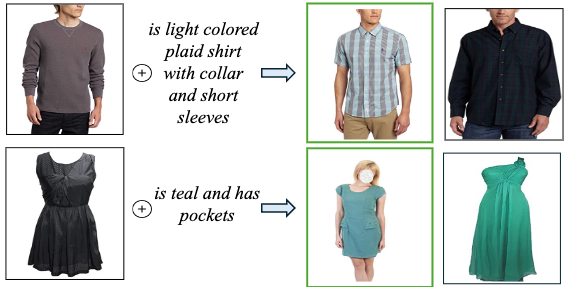 is light colored
plaid shirt
with collar
and short
sleeves
is teal and has
pockets